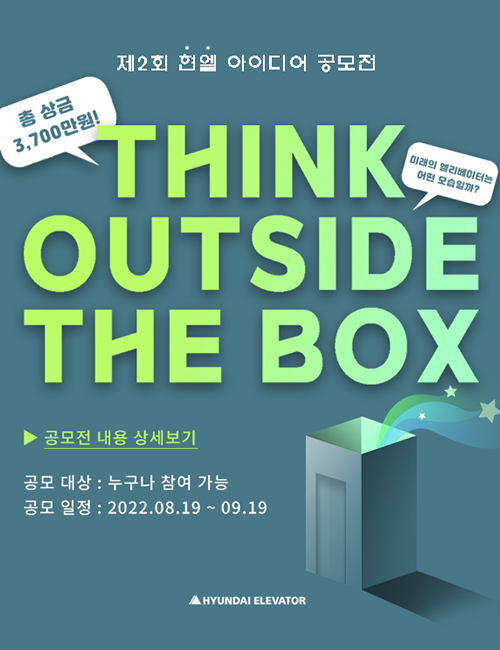 제2회 현엘 아이디어 공모전
총 상금
3,700만원!
THINK
미래의 엘리베이터는
어떤 모습일까?
OUTSIDE
THE BOX
▶ 공모전 내용 상세보기
공모 대상 : 누구나 참여 가능
공모 일정 : 2022.08.19 ~ 09.19
HYUNDAI ELEVATOR